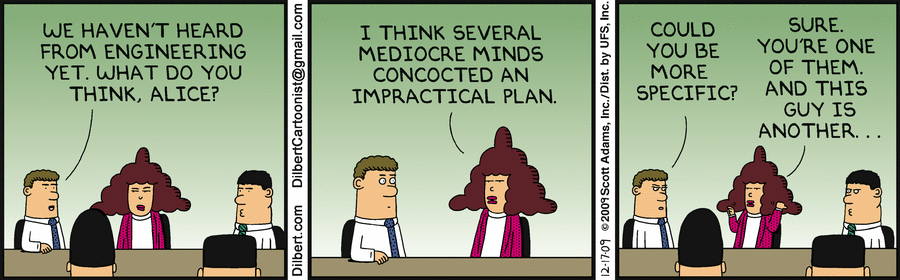 WE HAVEN'T HEARD
FROM ENGINEERING
YET. WHAT DO YOU
THINK, ALICE?
Dilbert.com DilbertCartoonist@gmail.com
I THINK SEVERAL
MEDIOCRE MINDS
CONCOCTED AN
IMPRACTICAL PLAN.
12-17-09 ©2009 Scott Adams, Inc./Dist. by UFS, Inc.
COULD
YOU BE
MORE
SPECIFIC?
SURE.
YOU'RE ONE
OF THEM.
AND THIS
GUY IS
ANOTHER. . .